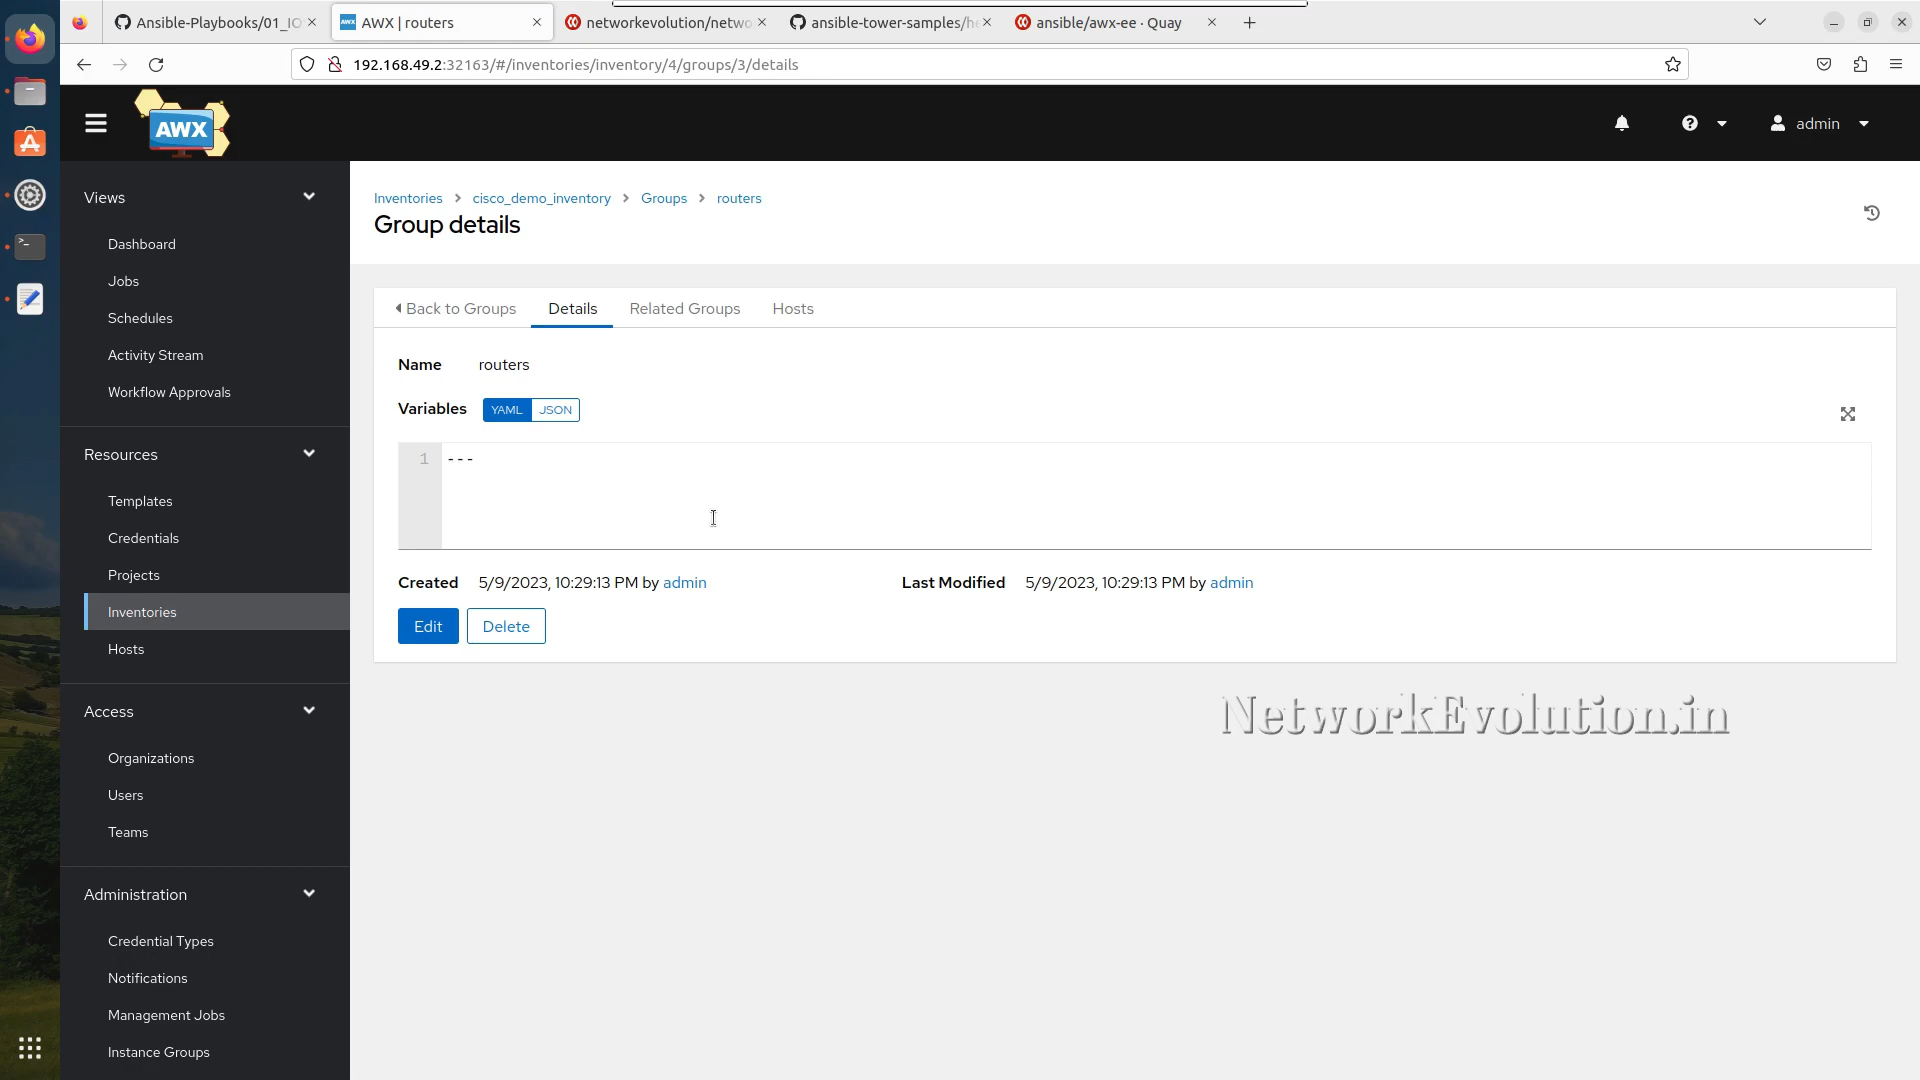 Ansible-Playbooks/01_IO
AWX | routers
networkevolution/netwo
ansible-tower-samples/he
ansible/awx-ee · Quay
192.168.49.2:32163/#/inventories/inventory/4/groups/3/details
AWX
admin
Views
Dashboard
Jobs
Schedules
Activity Stream
Workflow Approvals
Resources
Templates
Credentials
Projects
Inventories
Hosts
Access
Organizations
Users
Teams
Administration
Credential Types
Notifications
Management Jobs
Instance Groups
Inventories > cisco_demo_inventory > Groups > routers
Group details
Back to Groups Details Related Groups Hosts
Name routers
Variables YAML JSON
1 ---
Created 5/9/2023, 10:29:13 PM by admin Last Modified 5/9/2023, 10:29:13 PM by admin
Edit Delete
NetworkEvolution.in